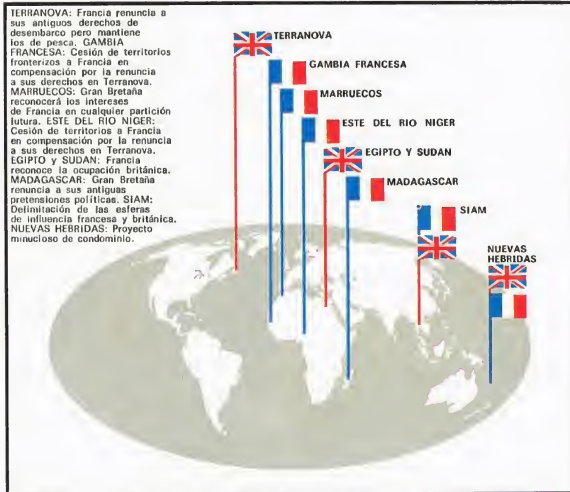 TERRANOVA: Francia renuncia a
sus antiguos derechos de
desembarco pero mantiene
los de pesca. GAMBIA
FRANCESA: Cesión de territorios
fronterizos a Francia en
compensación por la renuncia
a sus derechos en Terranova.
MARRUECOS: Gran Bretaña
reconocerá los intereses
de Francia en cualquier partición
futura. ESTE DEL RIO NIGER:
Cesión de territorios a Francia
en compensación por la renuncia
a sus derechos en Terranova.
EGIPTO Y SUDAN: Francia
reconoce la ocupación británica.
MADAGASCAR: Gran Bretaña
renuncia a sus antiguas
pretensiones políticas. SIAM:
Delimitación de las esferas
de influencia francesa y británica.
NUEVAS HEBRIDAS: Proyecto
minucioso de condominio.
TERRANOVA
GAMBIA FRANCESA
MARRUECOS
ESTE DEL RIO NIGER
EGIPTO Y SUDAN
MADAGASCAR
SIAM
NUEVAS
HEBRIDAS